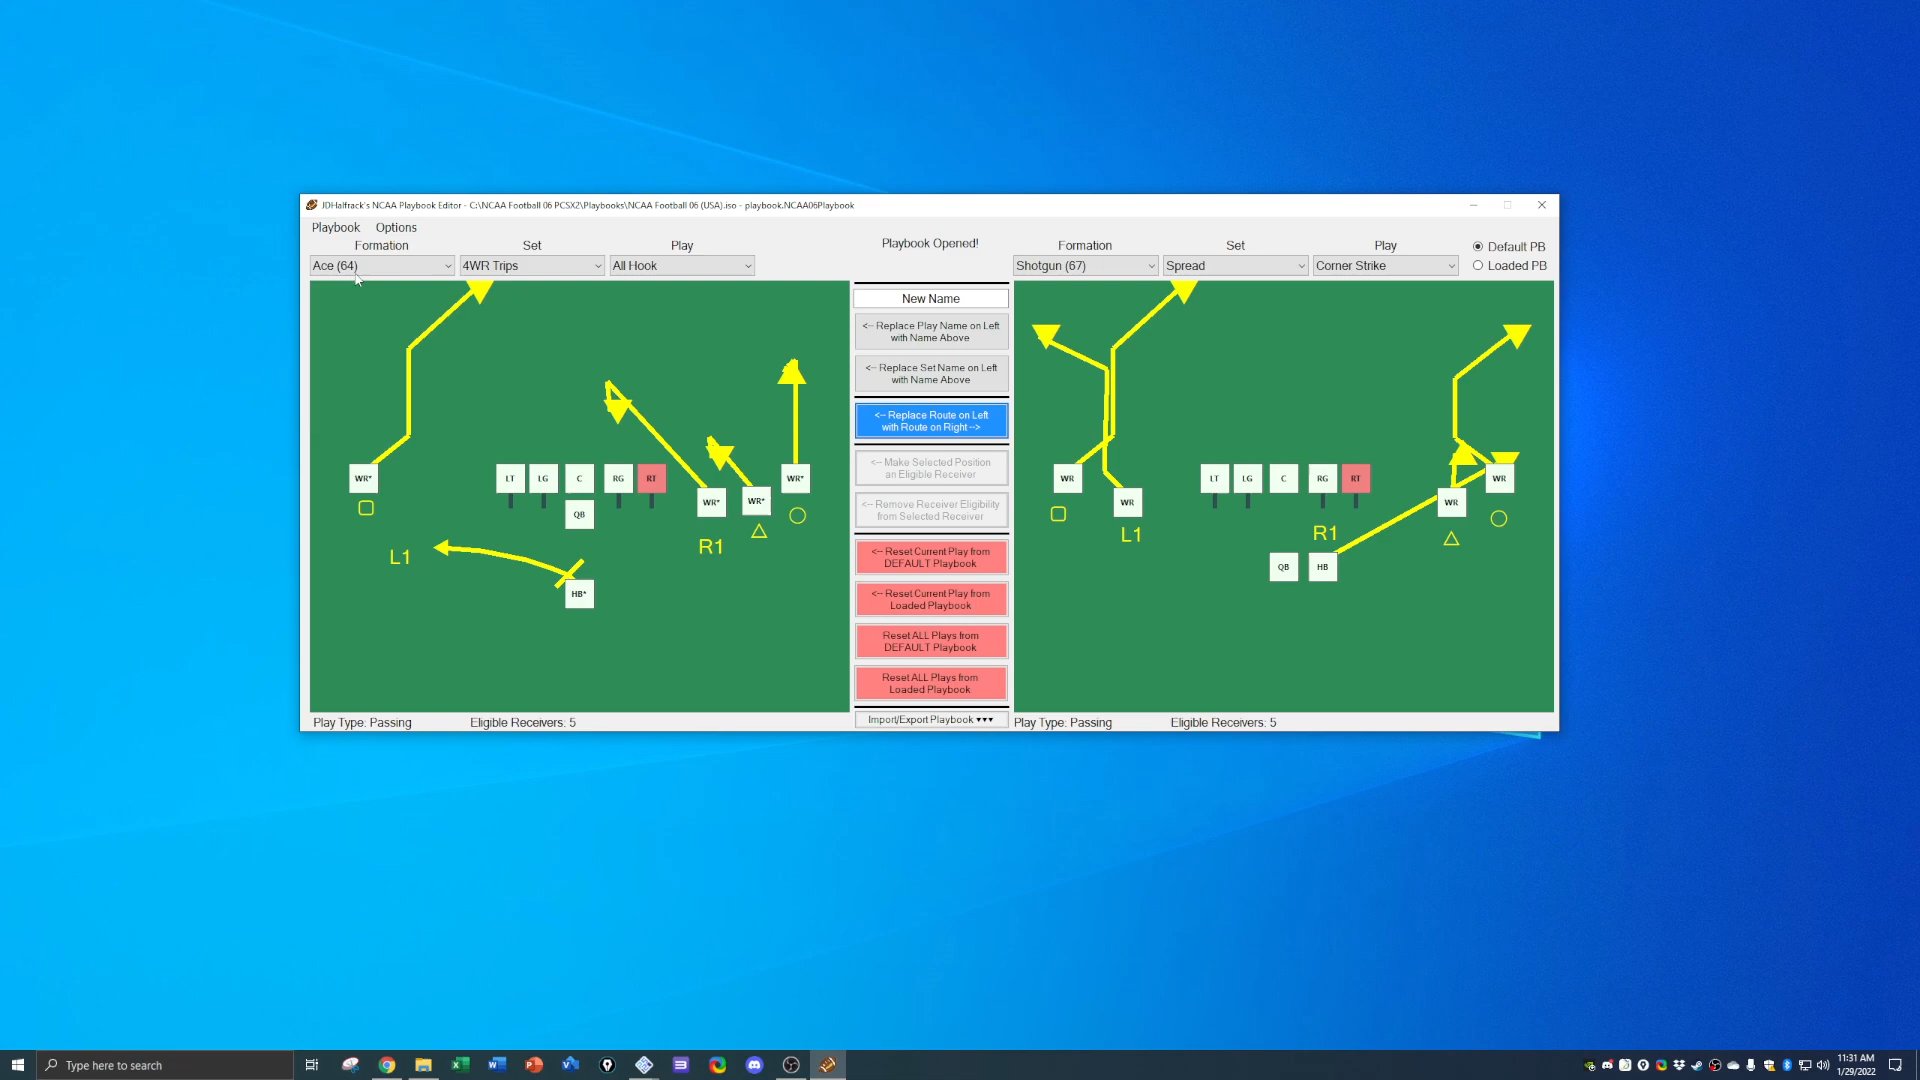 JDHalfrack's NCAA Playbook Editor - C:\NCAA Football 06 PCSX2\Playbooks\NCAA Football 06 (USA).iso - playbook.NCAA06Playbook
Playbook Options
Formation Set Play
Playbook Opened!
Formation Set Play
Default PB
Ace (64) 4WR Trips All Hook
Shotgun (67) Spread Corner Strike
Loaded PB
New Name
<-- Replace Play Name on Left
with Name Above
<-- Replace Set Name on Left
with Name Above
<-- Replace Route on Left
with Route on Right -->
<-- Make Selected Position
an Eligible Receiver
<-- Remove Receiver Eligibility
from Selected Receiver
<-- Reset Current Play from
DEFAULT Playbook
<-- Reset Current Play from
Loaded Playbook
Reset ALL Plays from
DEFAULT Playbook
Reset ALL Plays from
Loaded Playbook
Import/Export Playbook ▾▾▾
WR* LT LG C RG RT WR* WR* WR*
QB
L1 R1
HB*
WR WR LT LG C RG RT WR WR
L1 R1
QB HB
Play Type: Passing Eligible Receivers: 5
Play Type: Passing Eligible Receivers: 5
Type here to search
11:31 AM
1/29/2022